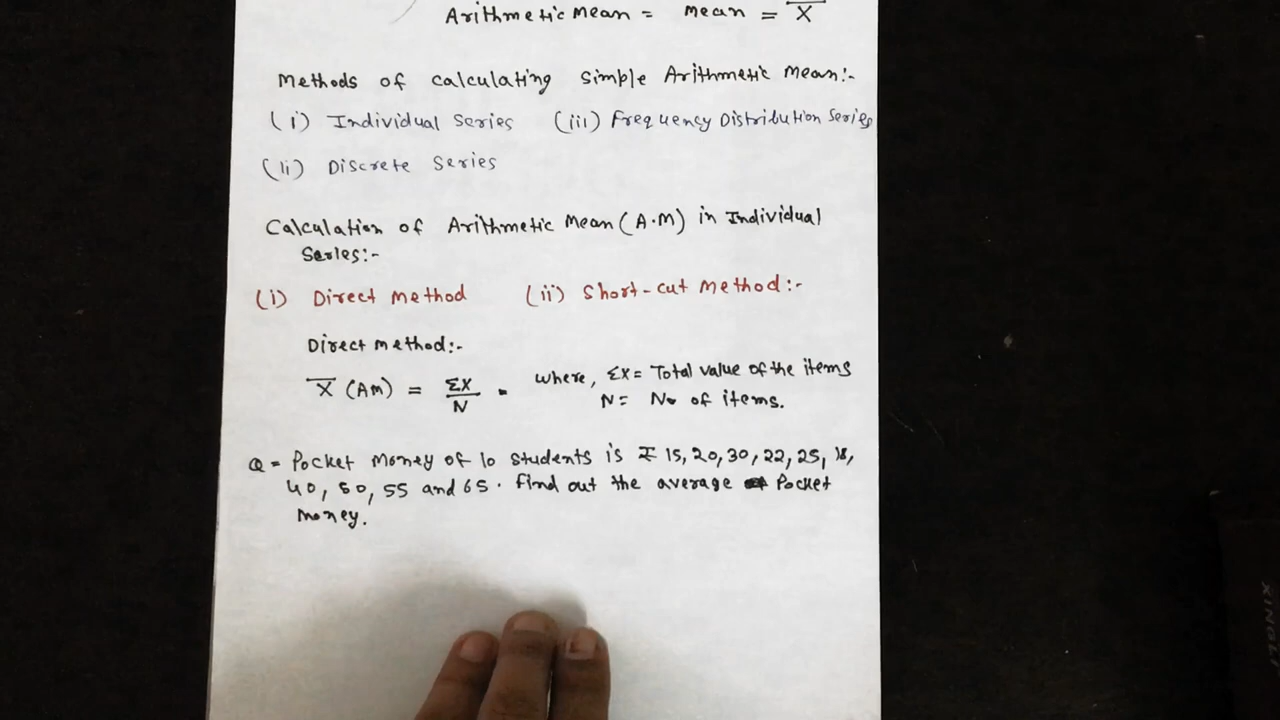 Arithmetic Mean = Mean = X̅
Methods of calculating Simple Arithmetic Mean:-
(i) Individual Series (iii) Frequency Distribution Series
(ii) Discrete Series
Calculation of Arithmetic Mean (A.M) in Individual
Series:-
(i) Direct Method (ii) Short-cut Method:-
Direct method:-
X̅ (AM) = ΣX/N . where, ΣX = Total value of the items
N = No of items.
Q = Pocket Money of 10 students is ₹ 15, 20, 30, 22, 25, 18,
40, 50, 55 and 65. Find out the average Pocket
Money.